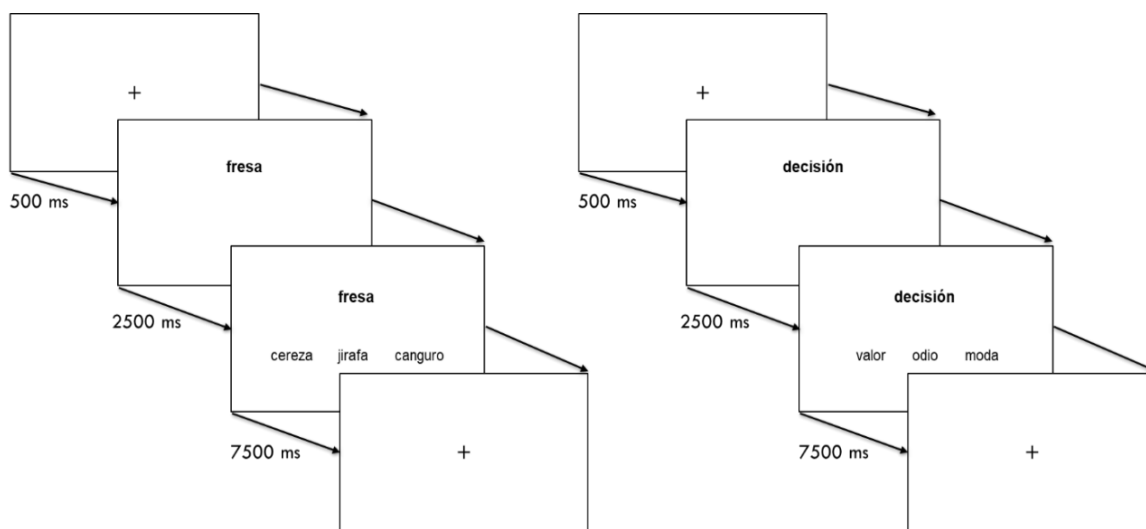 +
fresa
500 ms
fresa
2500 ms
cereza jirafa canguro
7500 ms
+
+
decisión
500 ms
decisión
2500 ms
valor odio moda
7500 ms
+